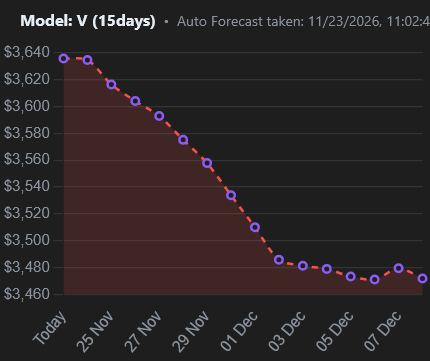 Model: V (15days) • Auto Forecast taken: 11/23/2026, 11:02:4
$3,640
$3,620
$3,600
$3,580
$3,560
$3,540
$3,520
$3,500
$3,480
$3,460
Today
25 Nov
27 Nov
29 Nov
01 Dec
03 Dec
05 Dec
07 Dec